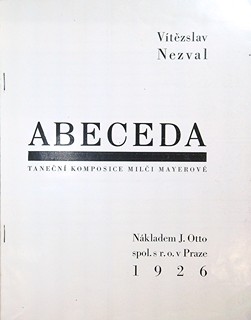 Vítězslav
Nezval
ABECEDA
TANEČNÍ KOMPOSICE MILČI MAYEROVÉ
Nákladem J. Otto
spol. s r. o. v Praze
1926